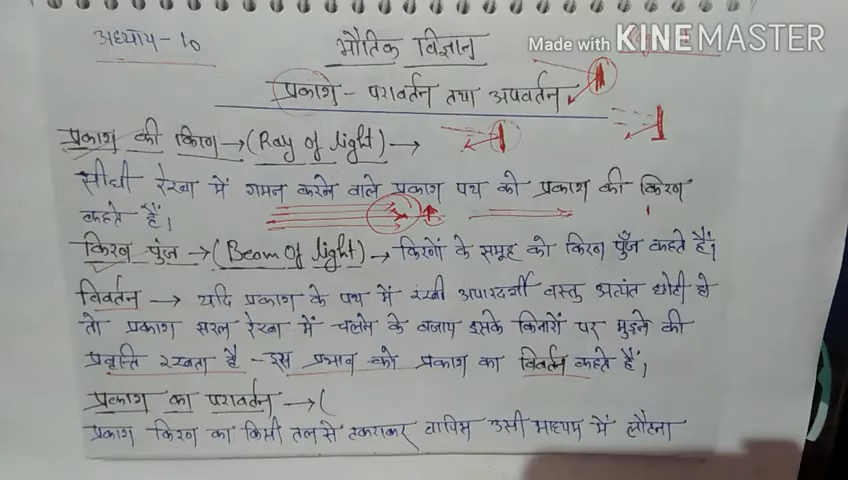 अध्याय - 10
भौतिक विज्ञान
Made with KINEMASTER
प्रकाश - परावर्तन तथा अपवर्तन
प्रकाश की किरण → (Ray of light) →
सीधी रेखा में गमन करने वाले प्रकाश पथ को प्रकाश की किरण
कहते हैं।
किरण पुंज → (Beam of light) → किरणों के समूह को किरण पुँज कहते हैं।
विवर्तन → यदि प्रकाश के पथ में रखी अपारदर्शी वस्तु अत्यंत छोटी हो
तो प्रकाश सरल रेखा में चलने के बजाय इसके किनारों पर मुड़ने की
प्रवृत्ति रखता है - इस प्रभाव को प्रकाश का विवर्तन कहते हैं।
प्रकाश का परावर्तन → (
प्रकाश किरण का किसी तल से टकराकर वापिस उसी माध्यम में लौटना